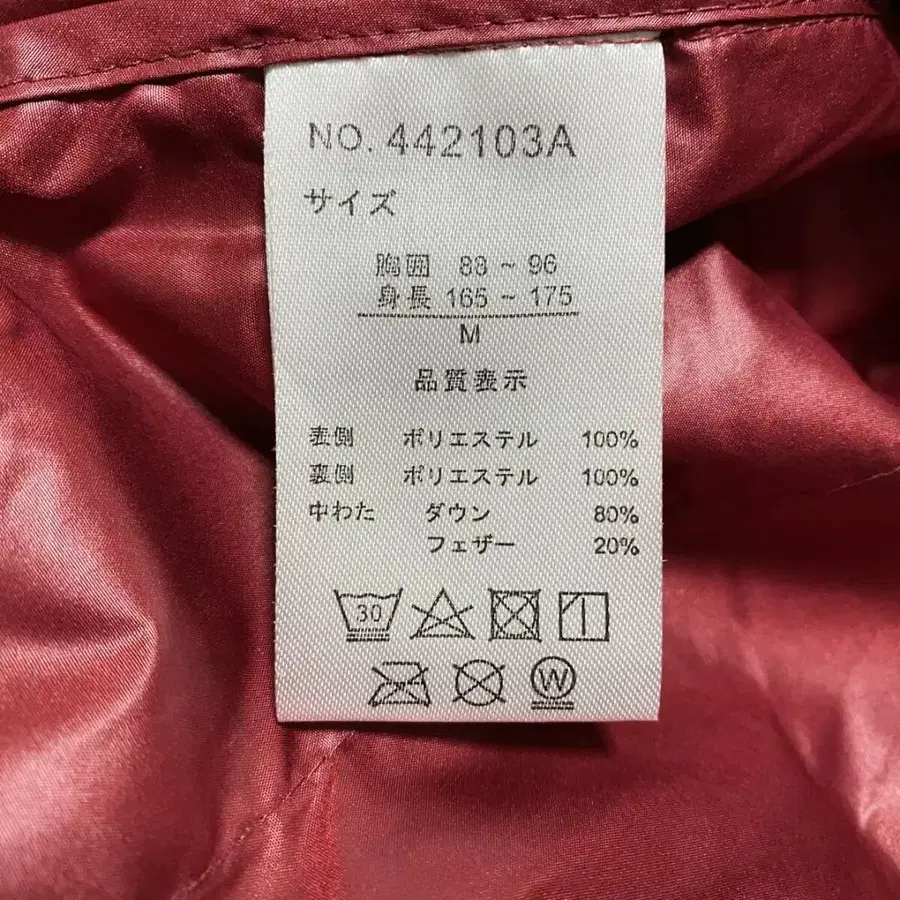 NO. 442103A
サイズ
胸囲 88 ~ 96
身長 165 ~ 175
M
品質表示
表側 ポリエステル 100%
裏側 ポリエステル 100%
中わた ダウン 80%
フェザー 20%
30
W